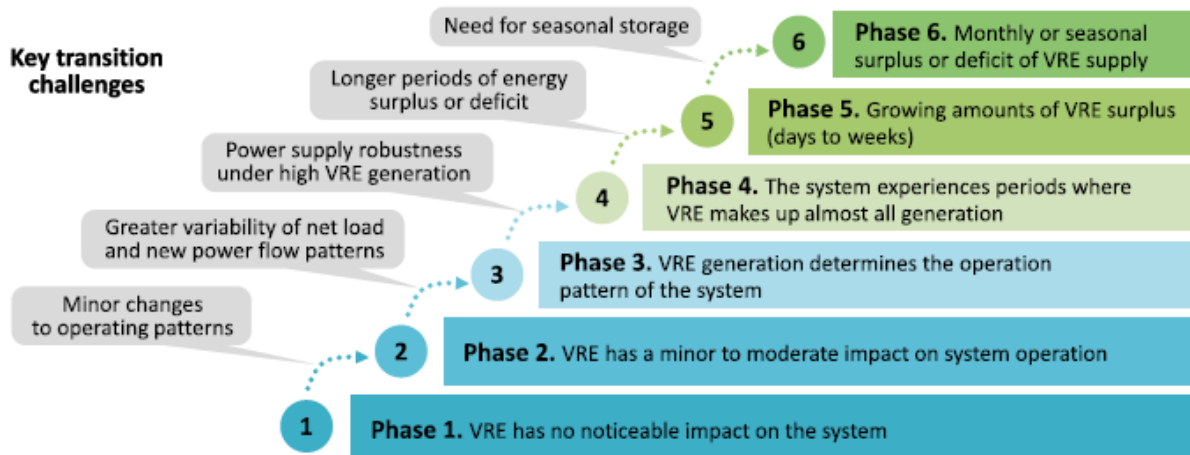 Key transition
challenges
Need for seasonal storage
6
Phase 6. Monthly or seasonal
surplus or deficit of VRE supply
Longer periods of energy
surplus or deficit
5
Phase 5. Growing amounts of VRE surplus
(days to weeks)
Power supply robustness
under high VRE generation
4
Phase 4. The system experiences periods where
VRE makes up almost all generation
Greater variability of net load
and new power flow patterns
3
Phase 3. VRE generation determines the operation
pattern of the system
Minor changes
to operating patterns
2
Phase 2. VRE has a minor to moderate impact on system operation
1
Phase 1. VRE has no noticeable impact on the system